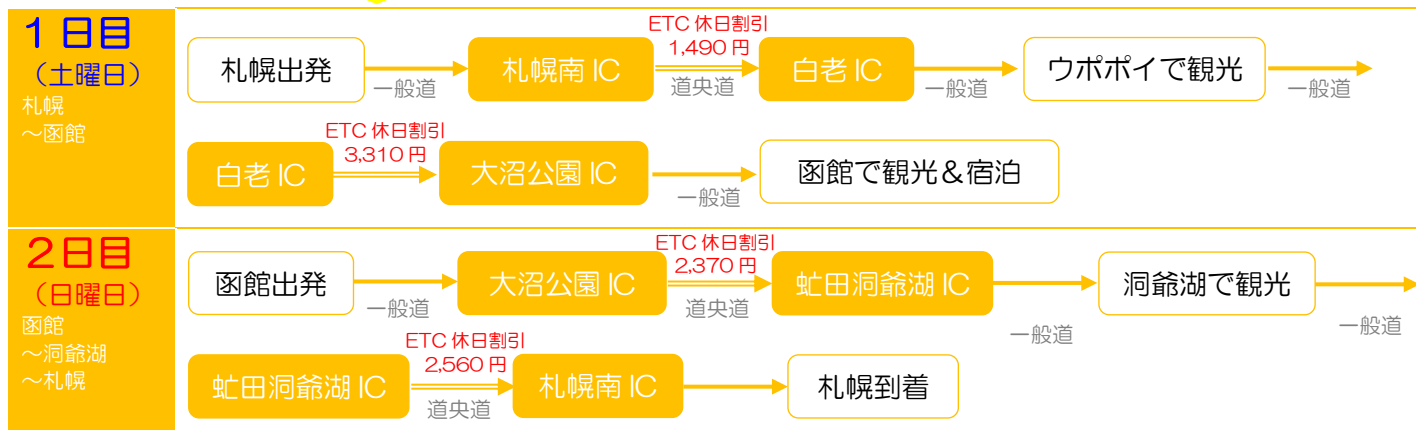 1日目
（土曜日）
札幌
～函館
札幌出発
一般道
札幌南 IC
ETC 休日割引
1,490 円
道央道
白老 IC
一般道
ウポポイで観光
一般道
白老 IC
ETC 休日割引
3,310 円
大沼公園 IC
一般道
函館で観光＆宿泊
2日目
（日曜日）
函館
～洞爺湖
～札幌
函館出発
一般道
大沼公園 IC
ETC 休日割引
2,370 円
道央道
虻田洞爺湖 IC
一般道
洞爺湖で観光
一般道
虻田洞爺湖 IC
ETC 休日割引
2,560 円
道央道
札幌南 IC
札幌到着